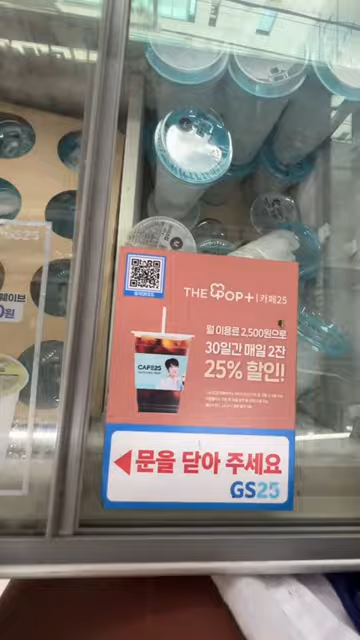 THE POP+ | 카페25
월 이용료 2,500원으로
30일간 매일 2잔
25% 할인!
CAFE25
문을 닫아 주세요
GS25
GS25